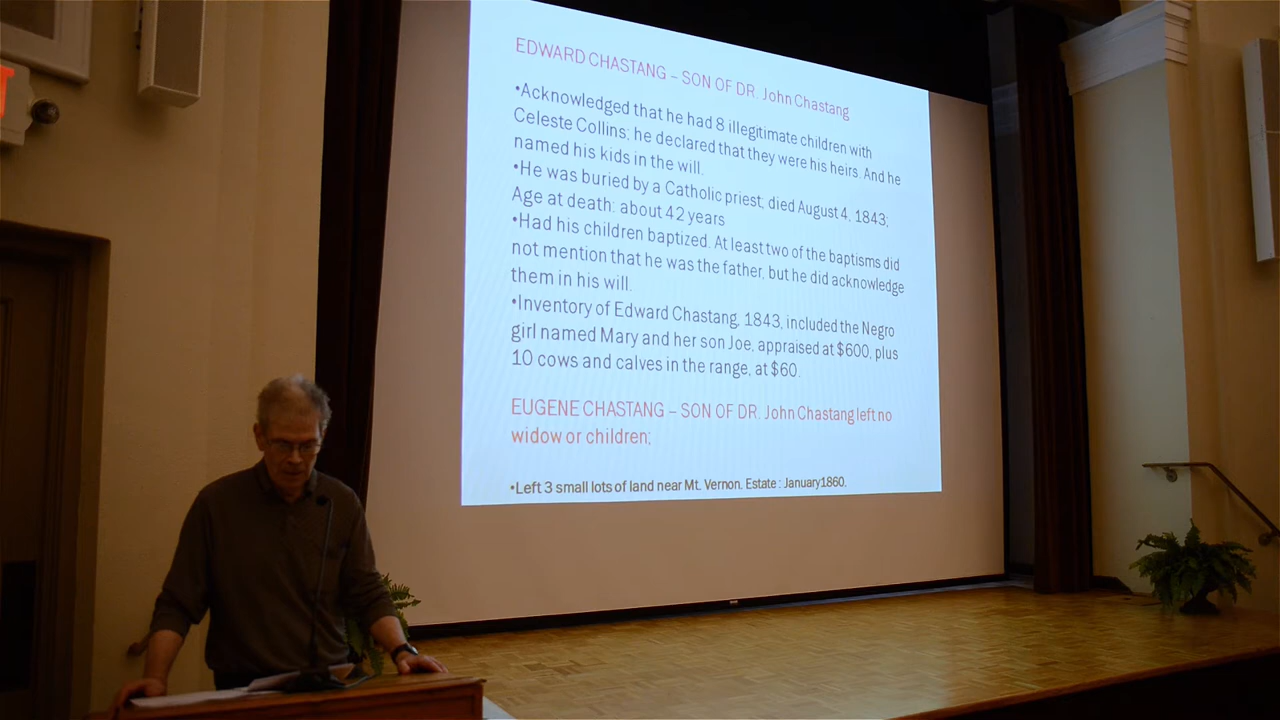 EDWARD CHASTANG – SON OF DR. John Chastang
•Acknowledged that he had 8 illegitimate children with
Celeste Collins; he declared that they were his heirs. And he
named his kids in the will.
•He was buried by a Catholic priest; died August 4, 1843;
Age at death: about 42 years
•Had his children baptized. At least two of the baptisms did
not mention that he was the father, but he did acknowledge
them in his will.
•Inventory of Edward Chastang, 1843, included the Negro
girl named Mary and her son Joe, appraised at $600, plus
10 cows and calves in the range, at $60.
EUGENE CHASTANG – SON OF DR. John Chastang left no
widow or children;
•Left 3 small lots of land near Mt. Vernon. Estate : January1860.